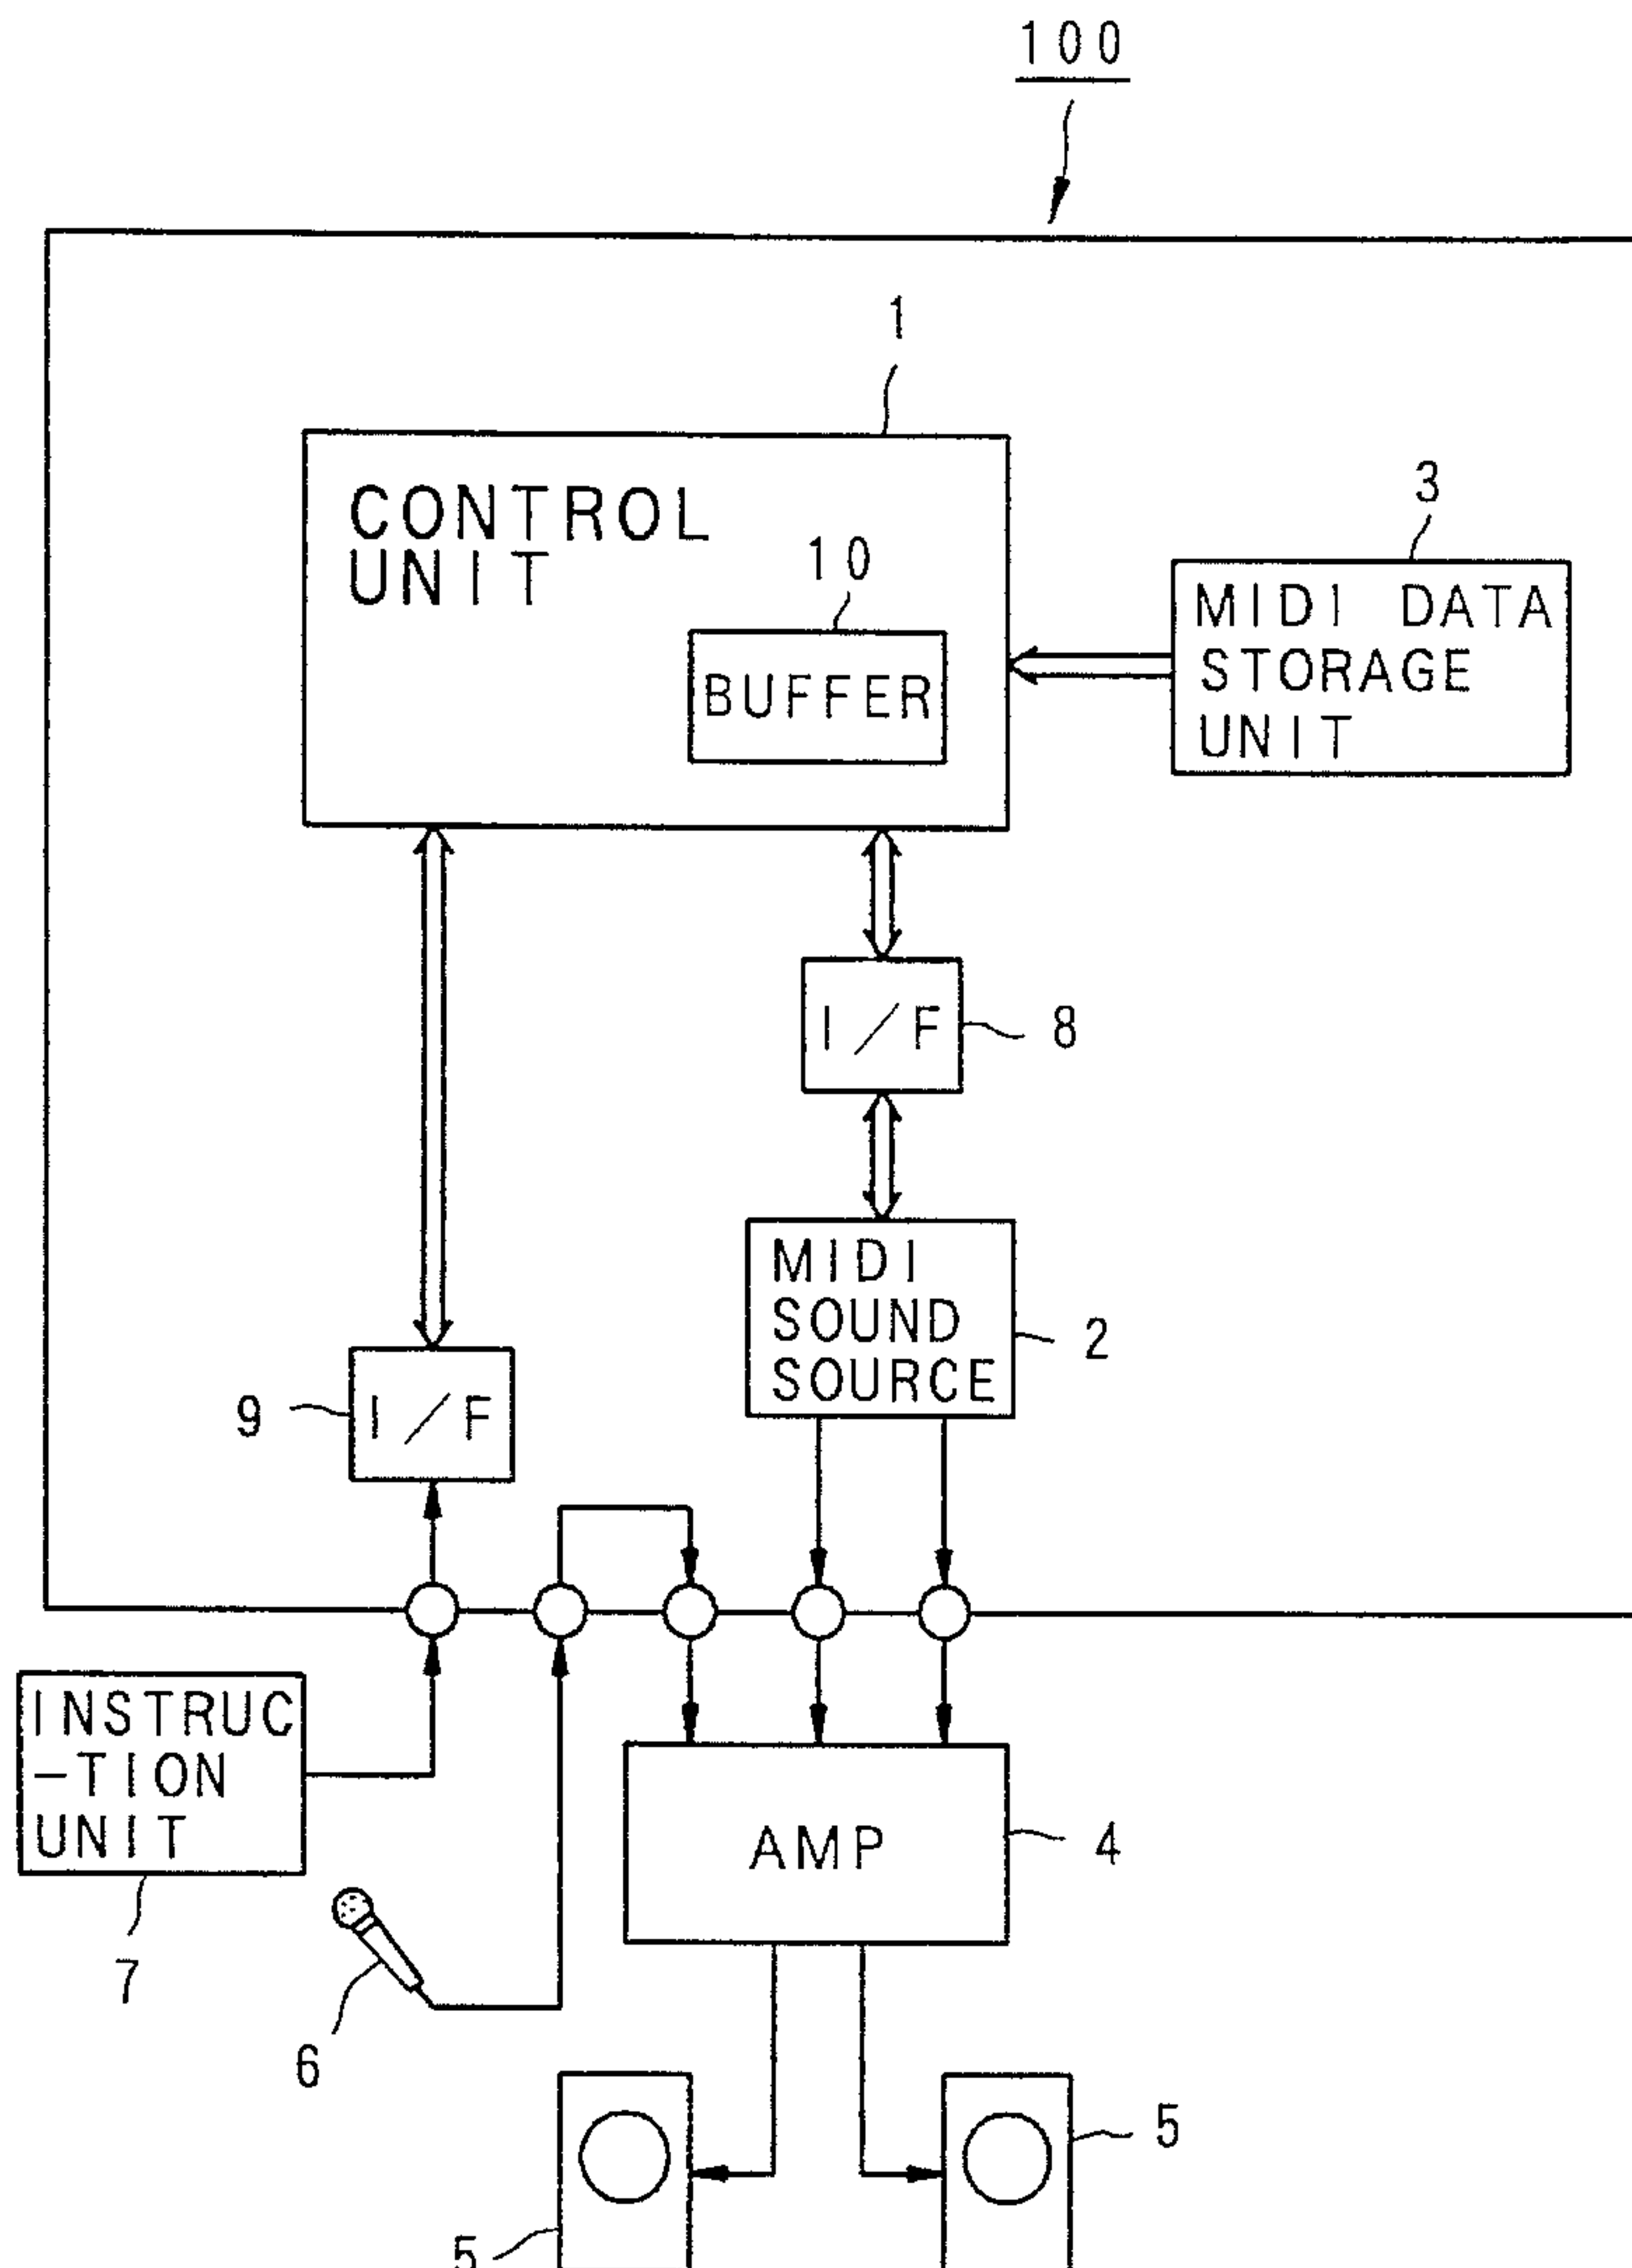 100
1
CONTROL
UNIT
10
BUFFER
3
MIDI DATA
STORAGE
UNIT
I/F
8
MIDI
SOUND
SOURCE
2
9
I/F
INSTRUC
-TION
UNIT
7
AMP
4
6
5
5